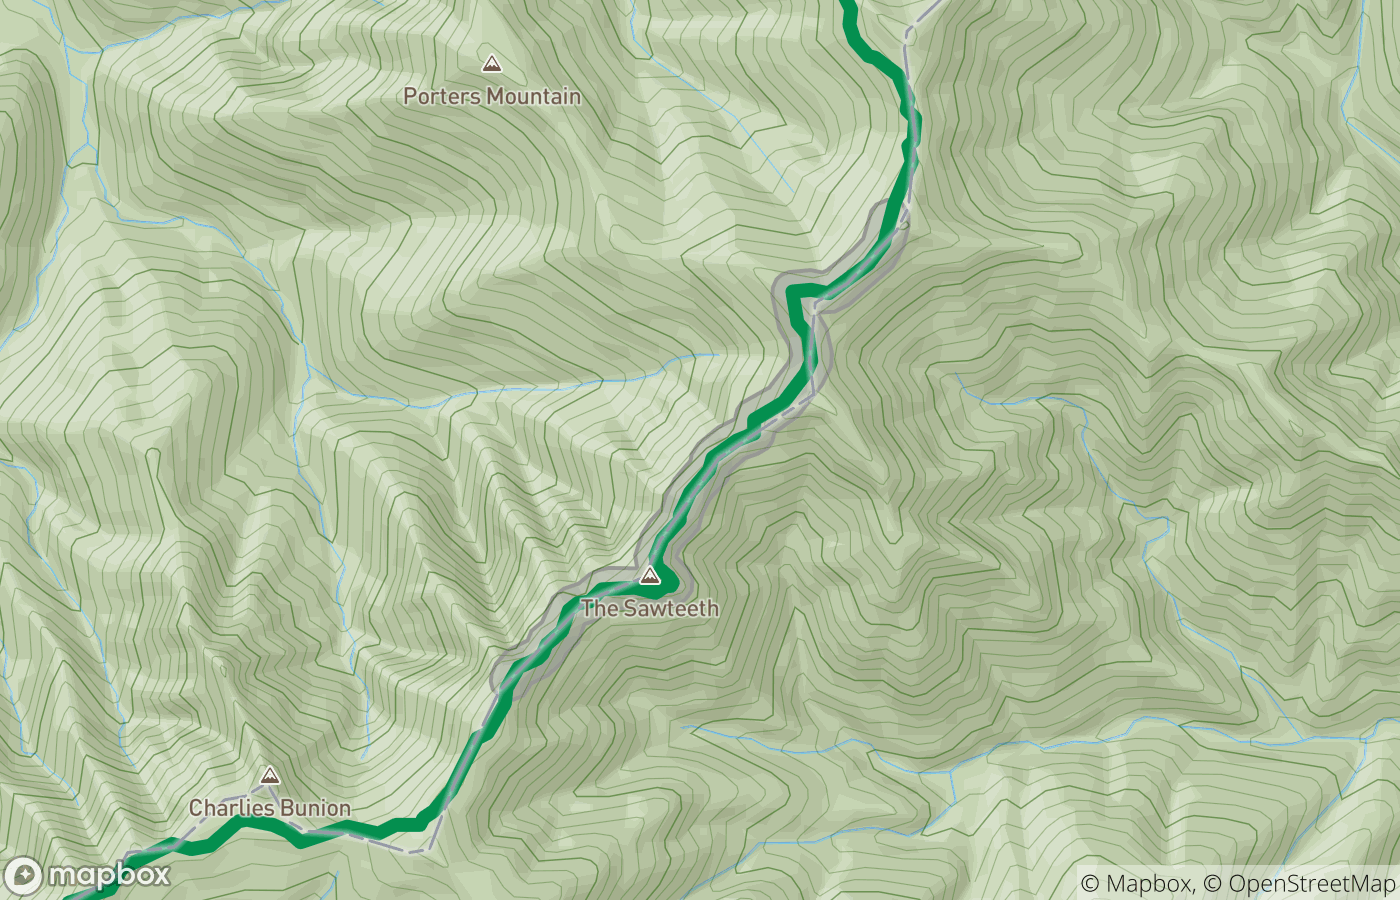 Porters Mountain
The Sawteeth
Charlies Bunion
mapbox
© Mapbox, © OpenStreetMap